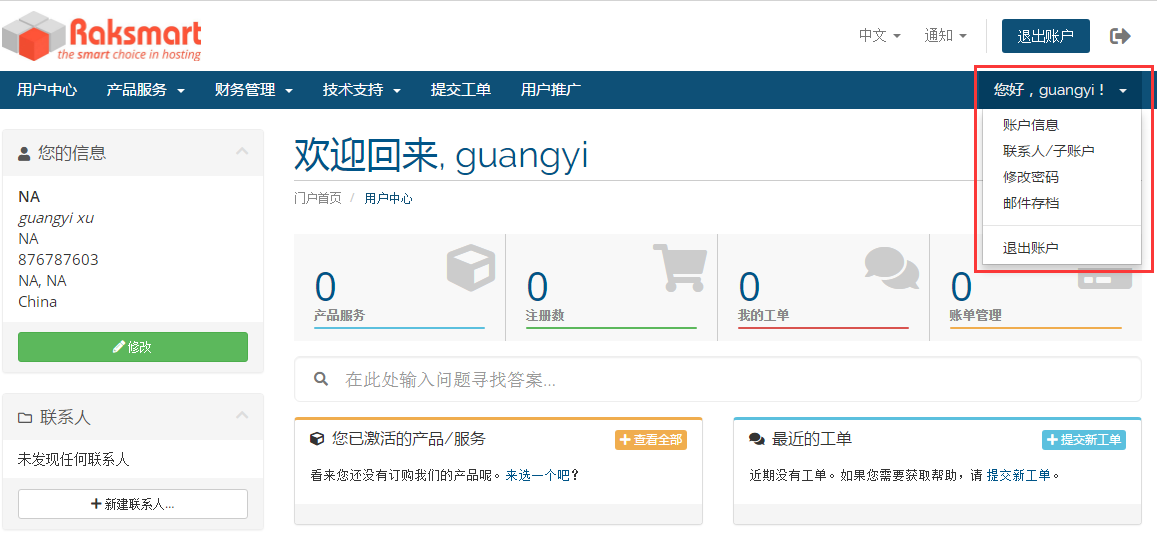 Raksmart
the smart choice in hosting
中文
通知
退出账户
用户中心
产品服务
财务管理
技术支持
提交工单
用户推广
您好，guangyi！
账户信息
联系人/子账户
修改密码
邮件存档
退出账户
您的信息
NA
guangyi xu
NA
876787603
NA, NA
China
修改
联系人
未发现任何联系人
新建联系人...
欢迎回来, guangyi
门户首页 / 用户中心
0
产品服务
0
注册数
0
我的工单
0
账单管理
在此处输入问题寻找答案...
您已激活的产品/服务
查看全部
看来您还没有订购我们的产品呢。来选一个吧?
最近的工单
提交新工单
近期没有工单。如果您需要获取帮助，请 提交新工单。